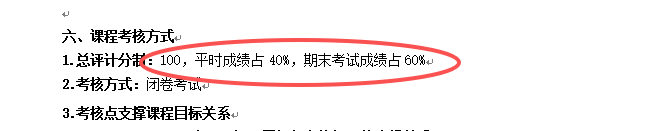 六、课程考核方式
1.总评计分制：100，平时成绩占 40%，期末考试成绩占 60%
2.考核方式：闭卷考试
3.考核点支撑课程目标关系